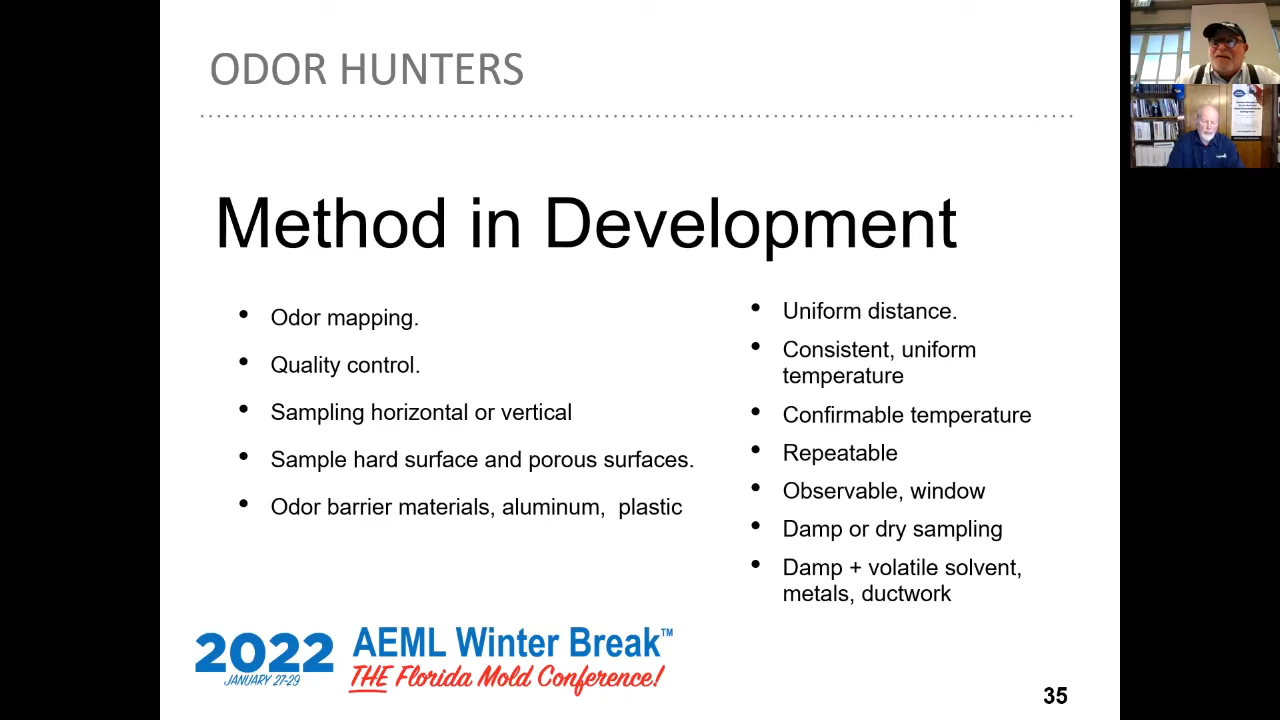 ODOR HUNTERS
Method in Development
• Odor mapping.
• Quality control.
• Sampling horizontal or vertical
• Sample hard surface and porous surfaces.
• Odor barrier materials, aluminum,  plastic
• Uniform distance.
• Consistent, uniform
temperature
• Confirmable temperature
• Repeatable
• Observable, window
• Damp or dry sampling
• Damp + volatile solvent,
metals, ductwork
2022
JANUARY 27-29
AEML Winter Break™
THE Florida Mold Conference!
35